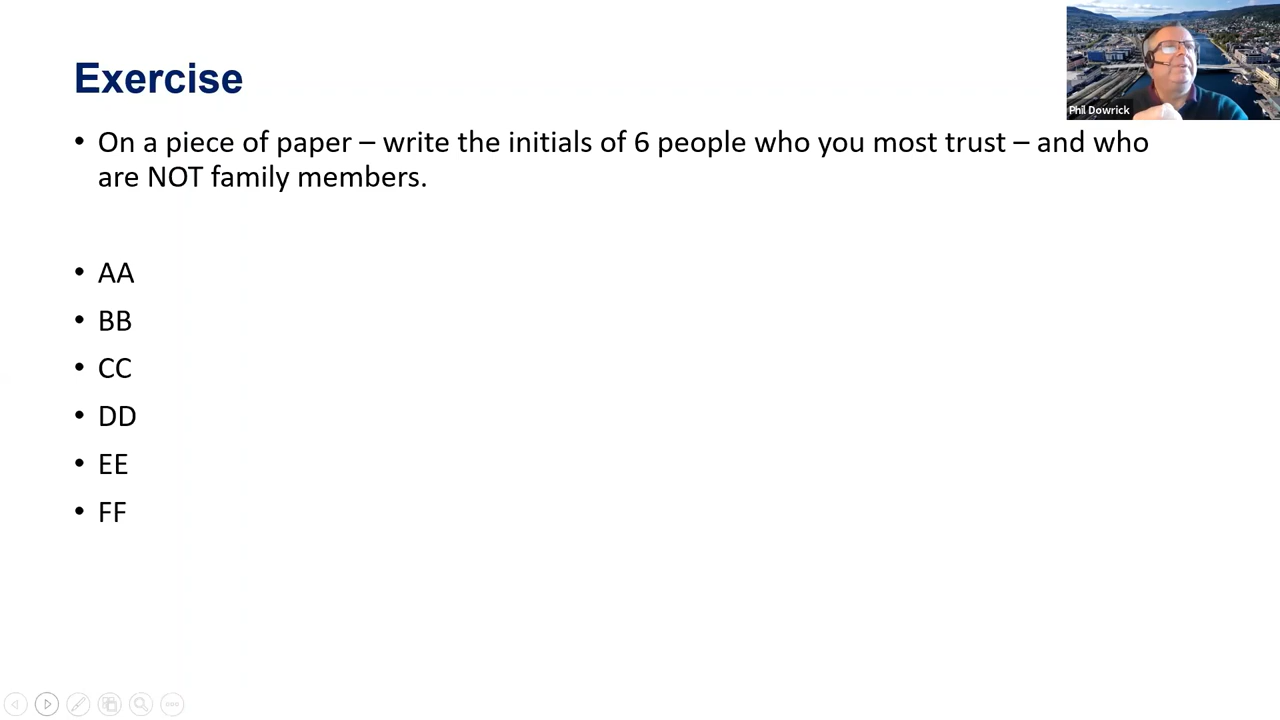 Exercise
• On a piece of paper – write the initials of 6 people who you most trust – and who
are NOT family members.
• AA
• BB
• CC
• DD
• EE
• FF
Phil Dowrick